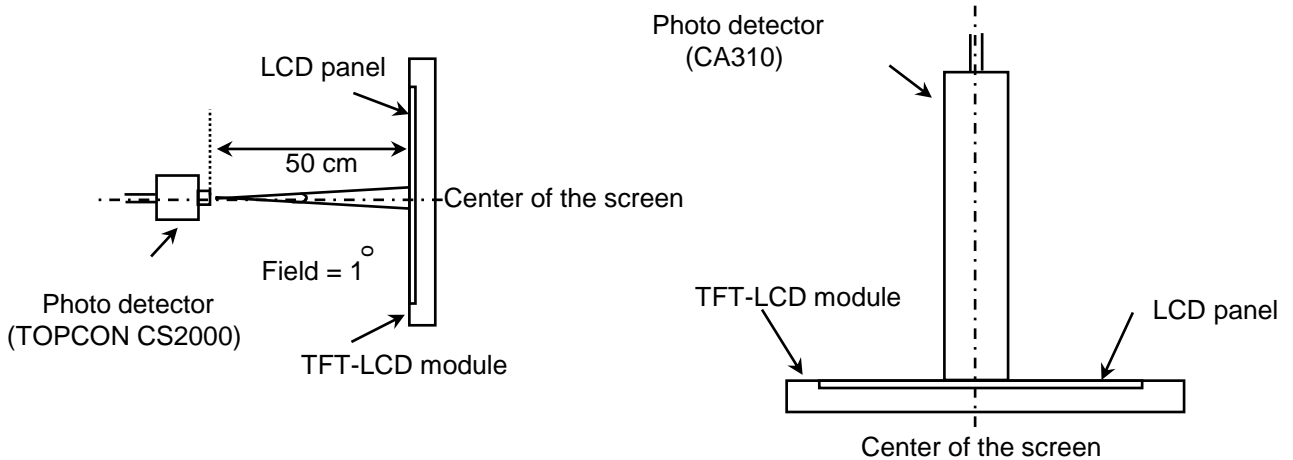 LCD panel
50 cm
Center of the screen
Field = 1°
Photo detector
(TOPCON CS2000)
TFT-LCD module
Photo detector
(CA310)
TFT-LCD module
LCD panel
Center of the screen